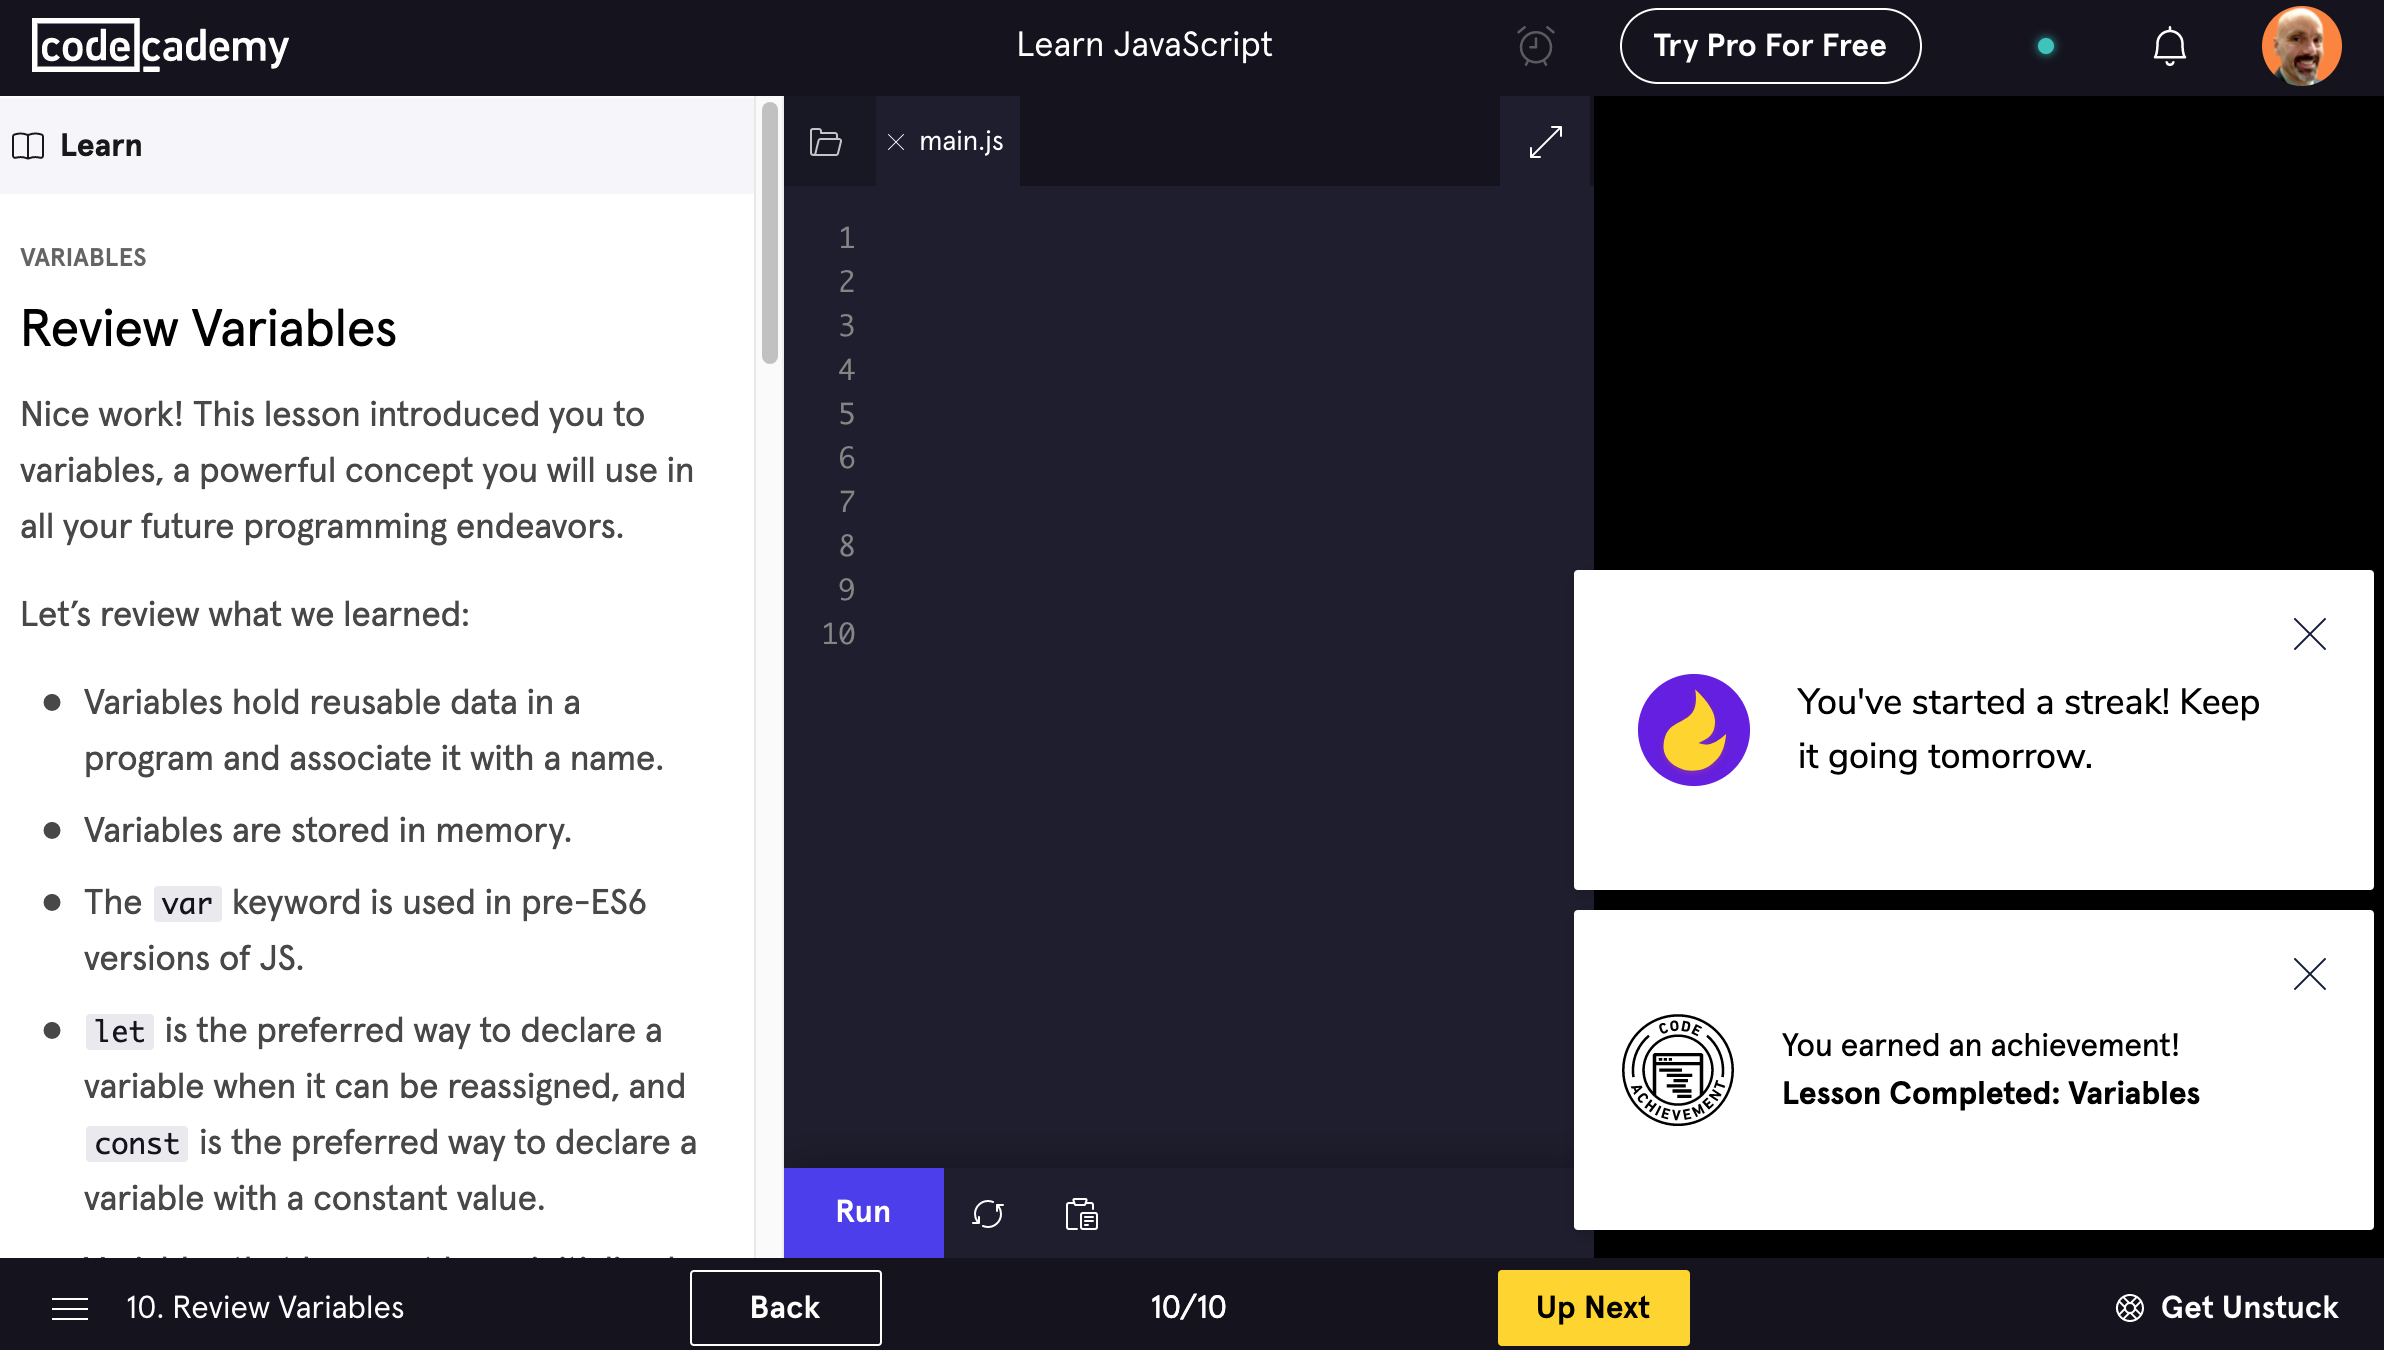 codecademy
Learn JavaScript
Try Pro For Free
Learn
main.js
VARIABLES
Review Variables
Nice work! This lesson introduced you to
variables, a powerful concept you will use in
all your future programming endeavors.
Let’s review what we learned:
Variables hold reusable data in a
program and associate it with a name.
Variables are stored in memory.
The var keyword is used in pre-ES6
versions of JS.
let is the preferred way to declare a
variable when it can be reassigned, and
const is the preferred way to declare a
variable with a constant value.
1
2
3
4
5
6
7
8
9
10
Run
You've started a streak! Keep
it going tomorrow.
CODE
ACHIEVEMENT
You earned an achievement!
Lesson Completed: Variables
10. Review Variables
Back
10/10
Up Next
Get Unstuck